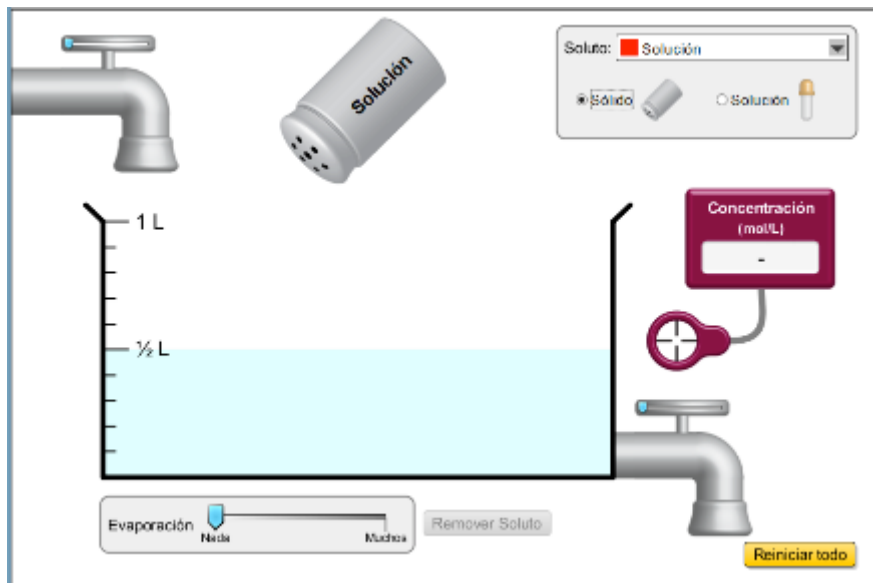 Solución
Soluto: Solución
Sólido
Solución
Concentración
(mol/L)
-
1 L
½ L
Evaporación
Nada
Muchos
Remover Soluto
Reiniciar todo